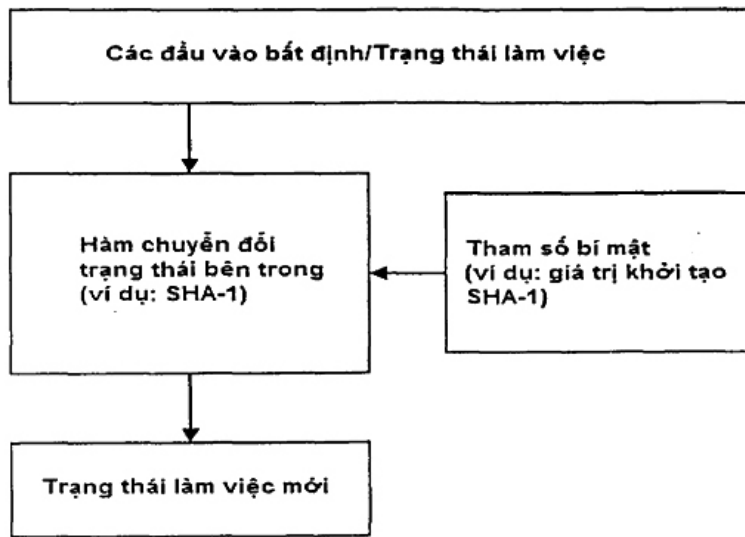 Các đầu vào bất định/Trạng thái làm việc
Hàm chuyển đổi
trạng thái bên trong
(ví dụ: SHA-1)
Tham số bí mật
(ví dụ: giá trị khởi tạo
SHA-1)
Trạng thái làm việc mới